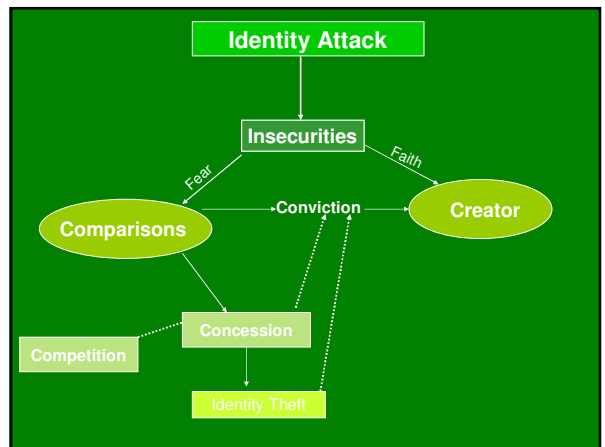 Identity Attack
Insecurities
Fear
Faith
Comparisons
Conviction
Creator
Concession
Competition
Identity Theft